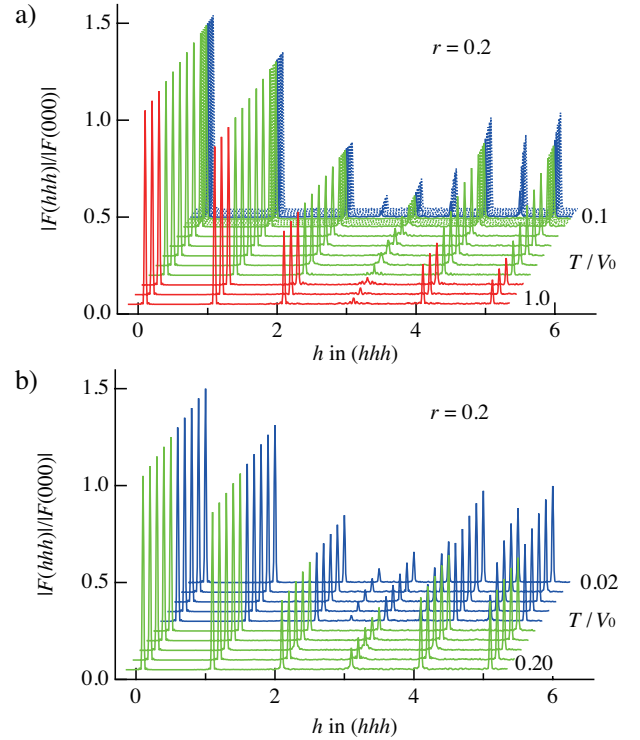 a)
1.5
r = 0.2
1.0
|F(hhh)|/|F(000)|
0.5
0.1
T / V0
0.0
1.0
0 2 4 6
h in (hhh)
b)
1.5
r = 0.2
1.0
|F(hhh)|/|F(000)|
0.5
0.02
T / V0
0.20
0.0
0 2 4 6
h in (hhh)